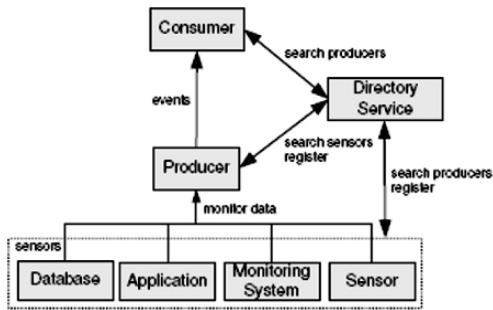 Consumer
search producers
Directory
Service
events
search sensors
register
Producer
search producers
register
monitor data
sensors
Database
Application
Monitoring
System
Sensor